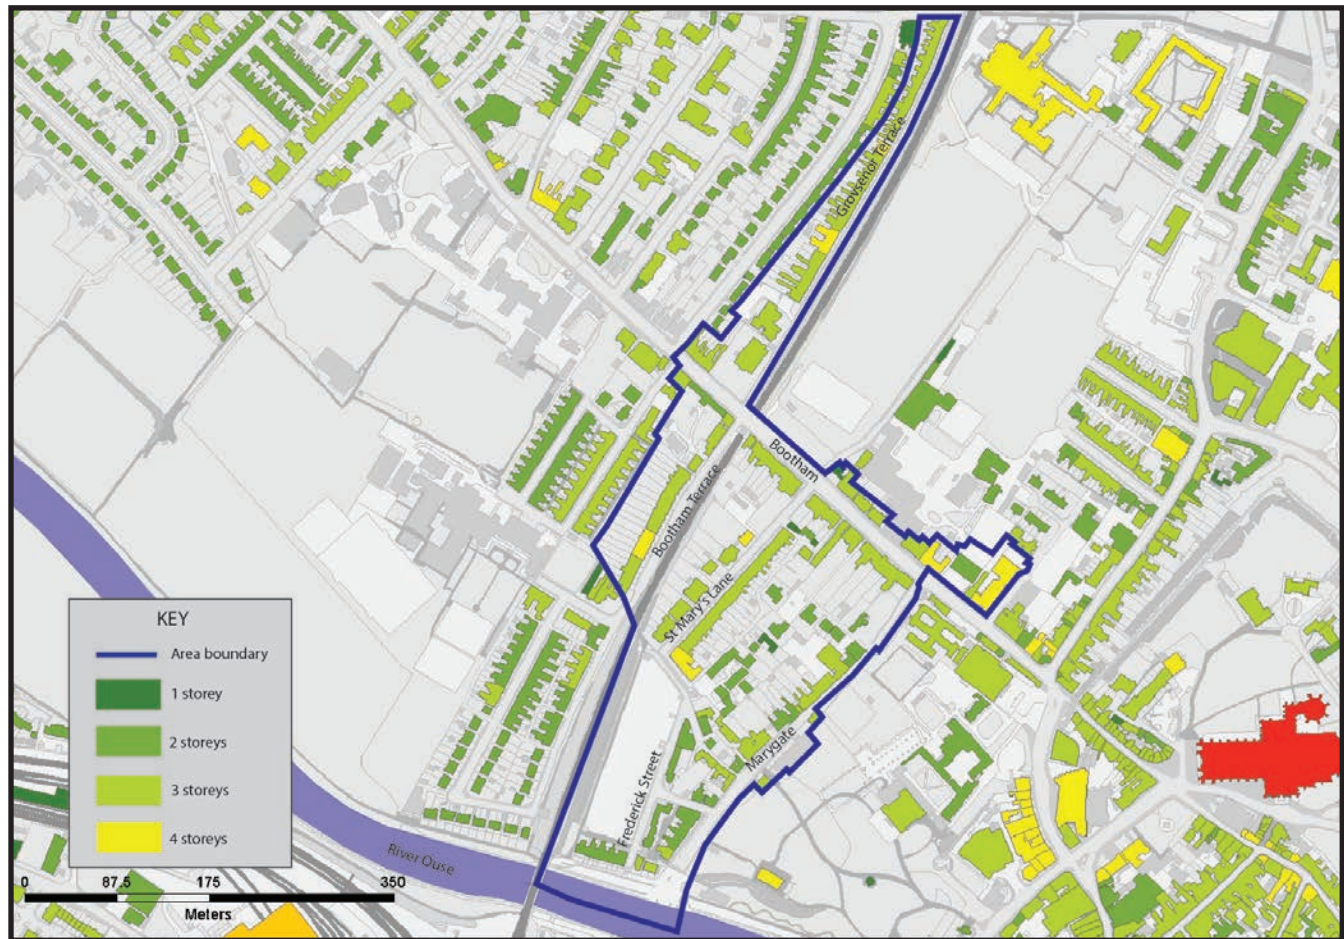 Grovsenor Terrace
Bootham
Bootham Terrace
St Mary's Lane
Marygate
Frederick Street
River Ouse
KEY
Area boundary
1 storey
2 storeys
3 storeys
4 storeys
0 87.5 175 350
Meters